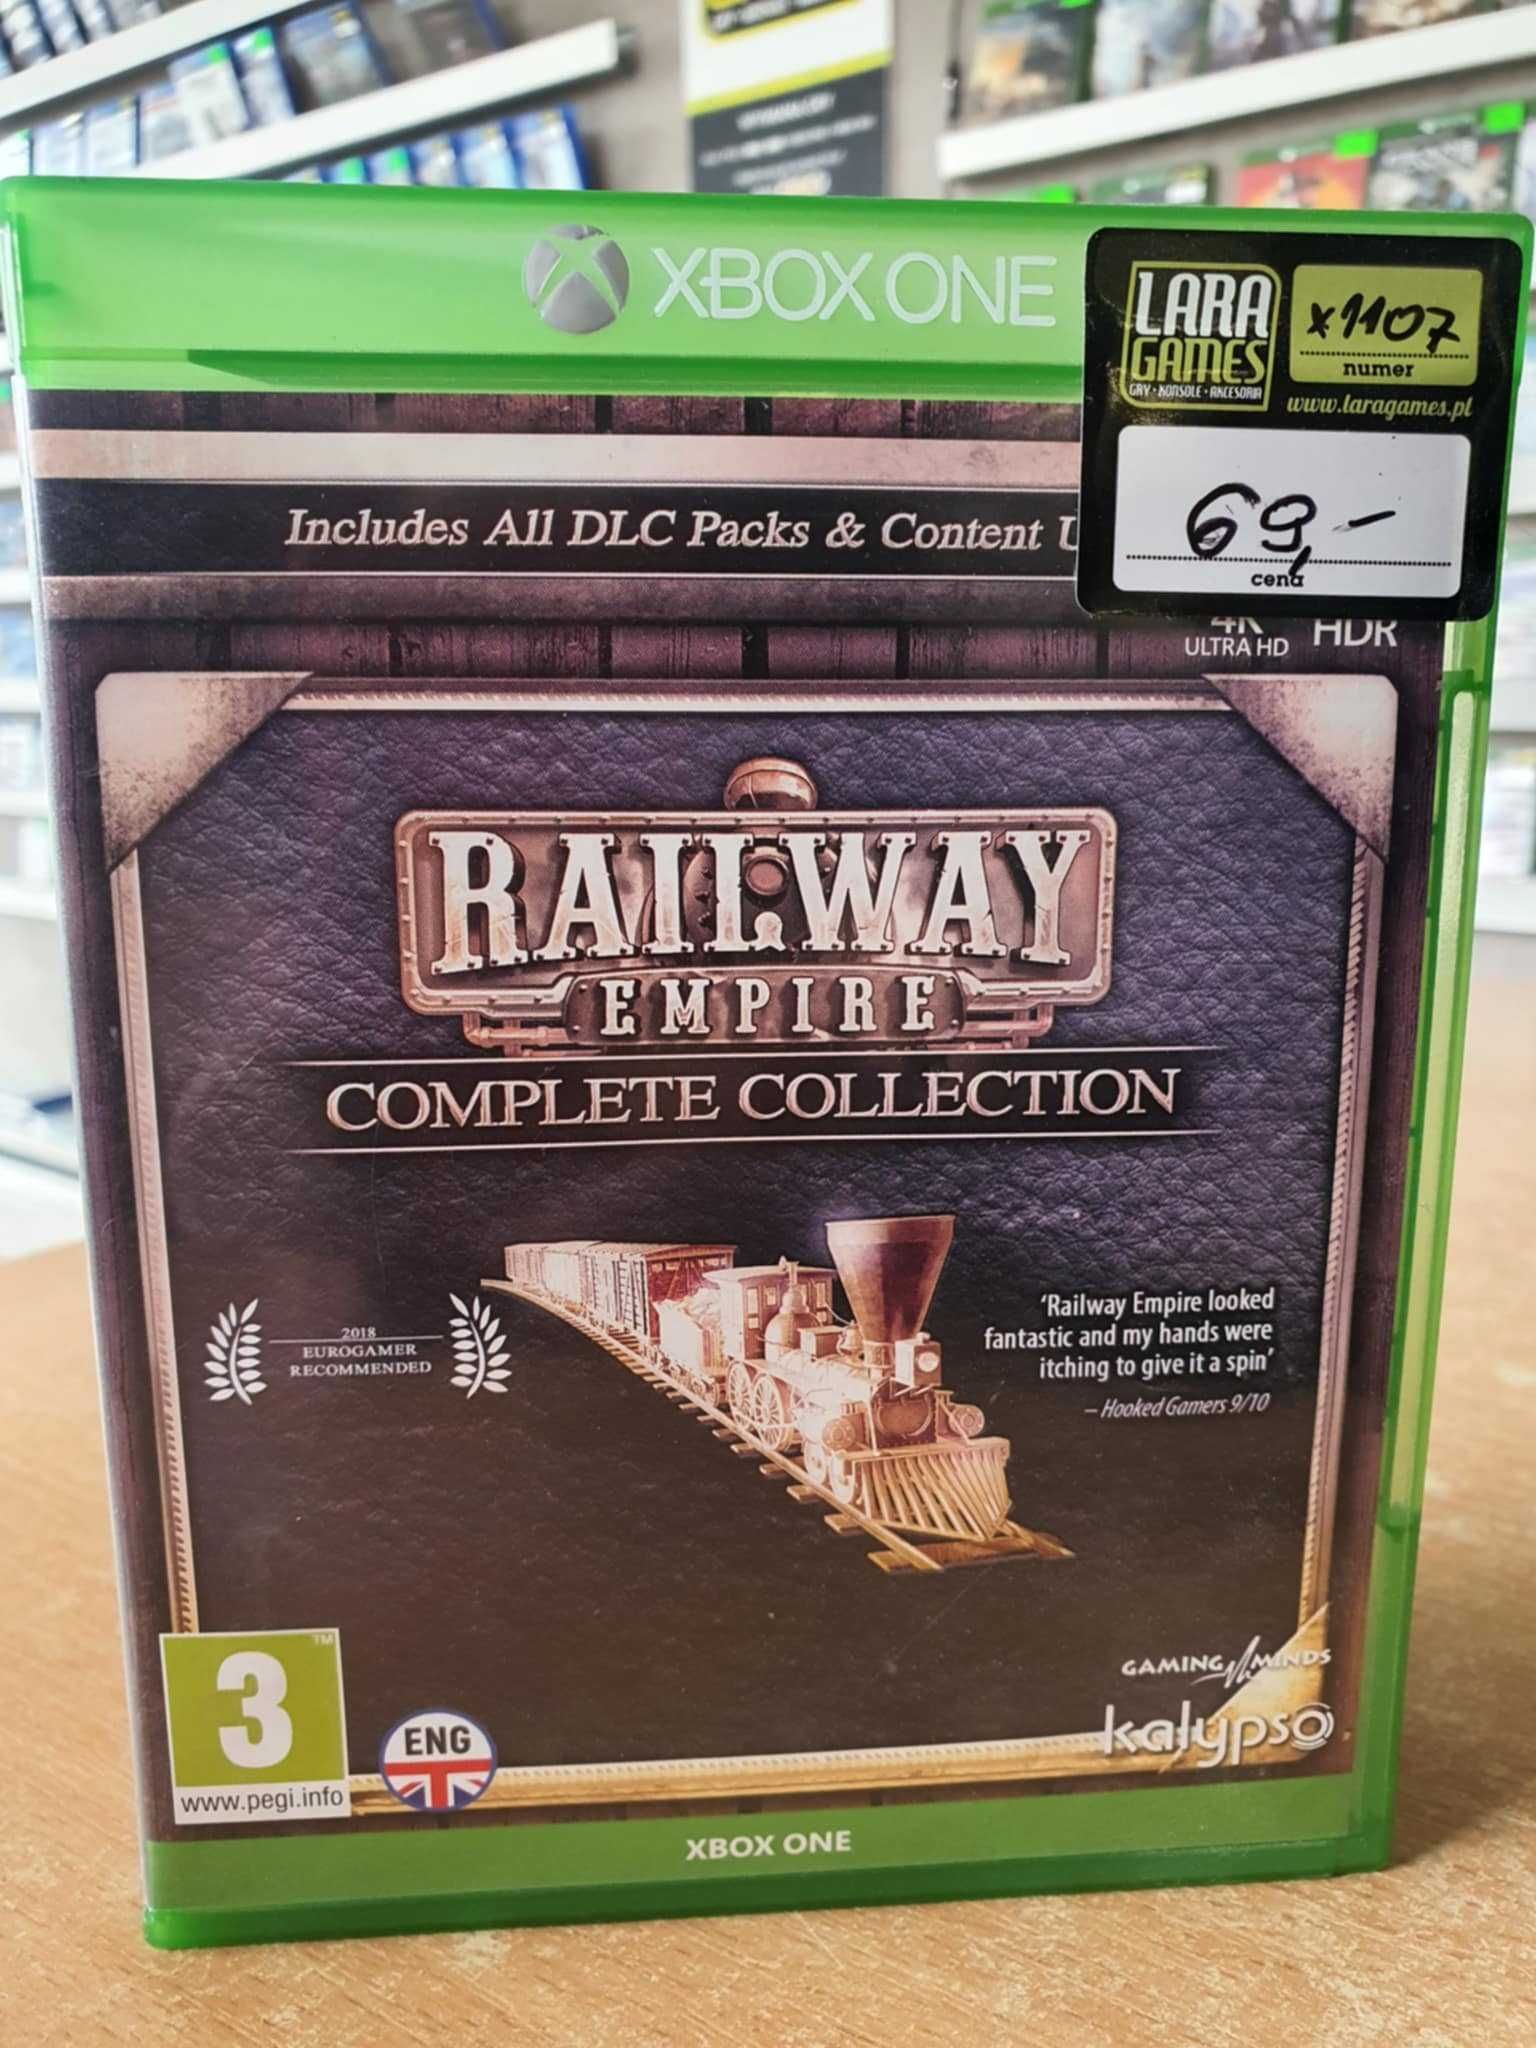 XBOX ONE
LARA
GAMES
GRY • KONSOLE • AKCESORIA
x1107
numer
www.laragames.pl
69,-
cena
Includes All DLC Packs & Content
4K
ULTRA HD
HDR
RAILWAY
EMPIRE
COMPLETE COLLECTION
2018
EUROGAMER
RECOMMENDED
'Railway Empire looked
fantastic and my hands were
itching to give it a spin'
– Hooked Gamers 9/10
3
TM
www.pegi.info
ENG
GAMING MINDS
kalypso
XBOX ONE